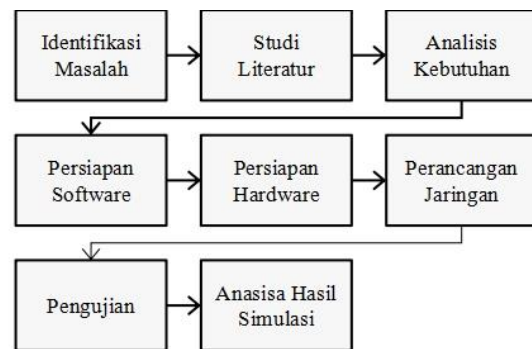 Identifikasi
Masalah
Studi
Literatur
Analisis
Kebutuhan
Persiapan
Software
Persiapan
Hardware
Perancangan
Jaringan
Pengujian
Anasisa Hasil
Simulasi